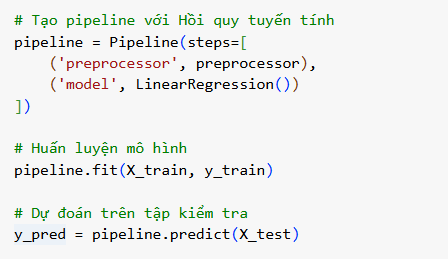 # Tạo pipeline với Hồi quy tuyến tính
pipeline = Pipeline(steps=[
    ('preprocessor', preprocessor),
    ('model', LinearRegression())
])
# Huấn luyện mô hình
pipeline.fit(X_train, y_train)
# Dự đoán trên tập kiểm tra
y_pred = pipeline.predict(X_test)